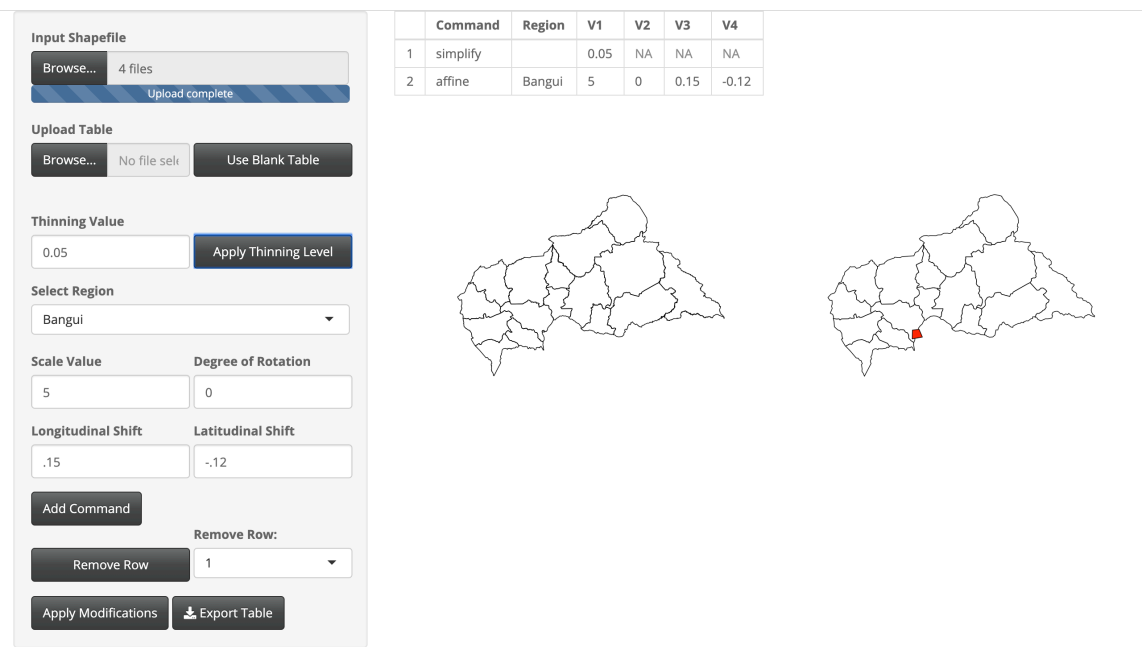 Input Shapefile
Browse... 4 files
Upload complete
Upload Table
Browse... No file sele Use Blank Table
Thinning Value
0.05 Apply Thinning Level
Select Region
Bangui
Scale Value Degree of Rotation
5 0
Longitudinal Shift Latitudinal Shift
.15 -.12
Add Command
Remove Row:
Remove Row 1
Apply Modifications Export Table
Command Region V1 V2 V3 V4
1 simplify 0.05 NA NA NA
2 affine Bangui 5 0 0.15 -0.12